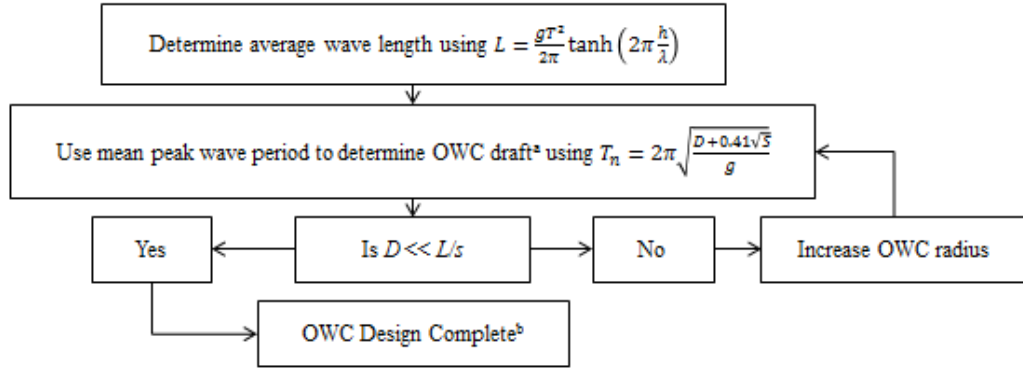 Determine average wave length using L = gT²/2π tanh(2π h/λ)
Use mean peak wave period to determine OWC draftᵃ using Tₙ = 2π√((D+0.41√S)/g)
Yes
Is D << L/s
No
Increase OWC radius
OWC Design Completeᵇ